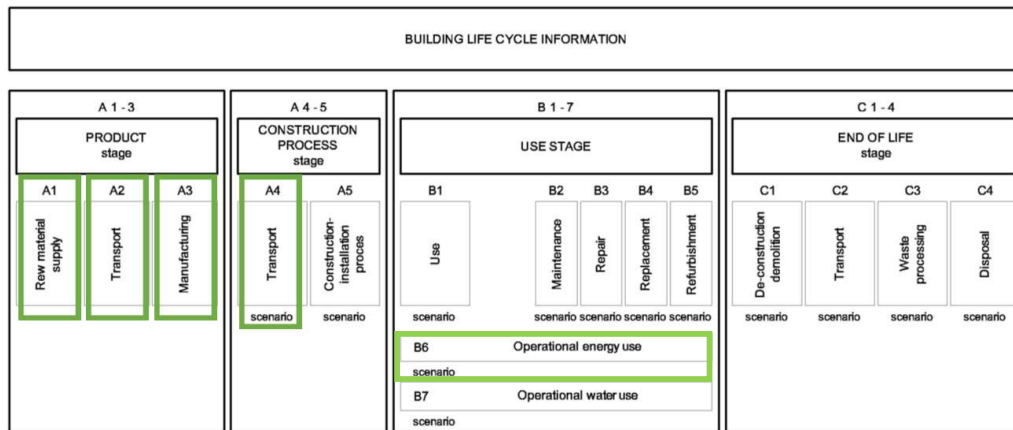 BUILDING LIFE CYCLE INFORMATION
A 1 - 3
PRODUCT
stage
A1
A2
A3
Rew material
supply
Transport
Manufacturing
A 4 - 5
CONSTRUCTION
PROCESS
stage
A4
A5
Transport
Construction-
installation
proces
scenario
scenario
B 1 - 7
USE STAGE
B1
B2
B3
B4
B5
Use
Maintenance
Repair
Replacement
Refurbishment
scenario
scenario
scenario
scenario
scenario
B6
Operational energy use
scenario
B7
Operational water use
scenario
C 1 - 4
END OF LIFE
stage
C1
C2
C3
C4
De-construction
demolition
Transport
Waste
processing
Disposal
scenario
scenario
scenario
scenario